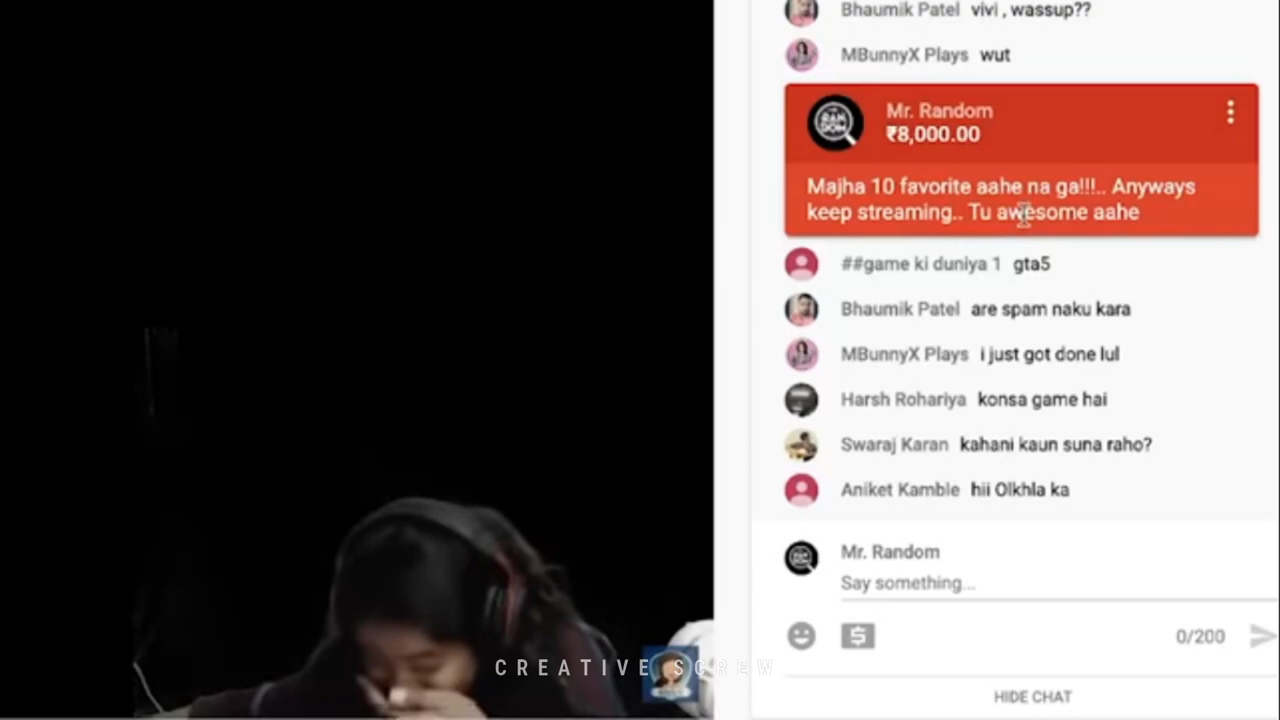 Bhaumik Patel vivi , wassup??
MBunnyX Plays wut
Mr. Random
₹8,000.00
Majha 10 favorite aahe na ga!!!.. Anyways
keep streaming.. Tu awesome aahe
##game ki duniya 1 gta5
Bhaumik Patel are spam naku kara
MBunnyX Plays i just got done lul
Harsh Rohariya konsa game hai
Swaraj Karan kahani kaun suna raho?
Aniket Kamble hii Olkhla ka
Mr. Random
Say something...
0/200
CREATIVE SCREW
HIDE CHAT